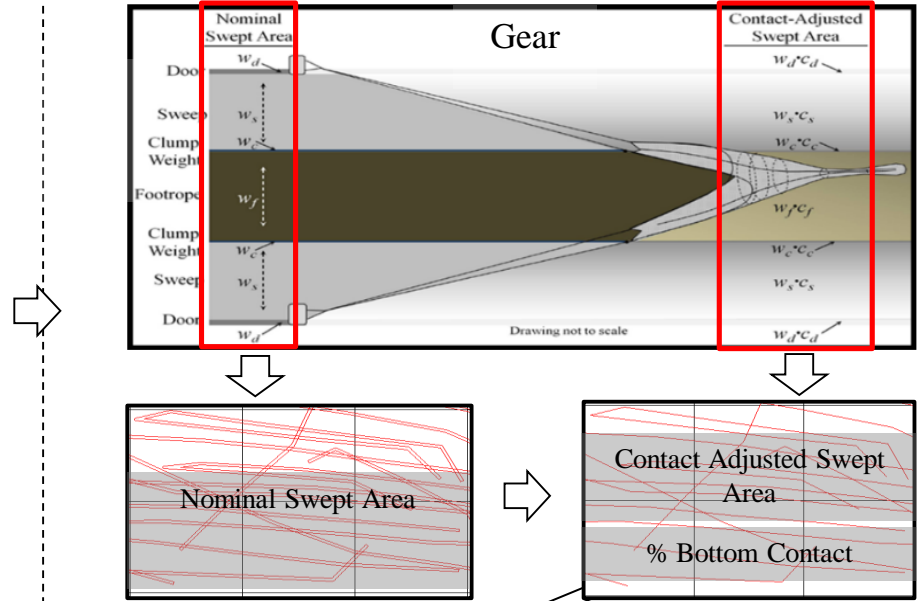 Gear
Nominal
Swept Area
Contact-Adjusted
Swept Area
Door
w_d
w_d•c_d
Sweep
w_s
w_s•c_s
Clump
Weight
w_c
w_c•c_c
Footrope
w_f
w_f•c_f
Clump
Weight
w_c
w_c•c_c
Sweep
w_s
w_s•c_s
Door
w_d
w_d•c_d
Drawing not to scale
Nominal Swept Area
Contact Adjusted Swept
Area
% Bottom Contact